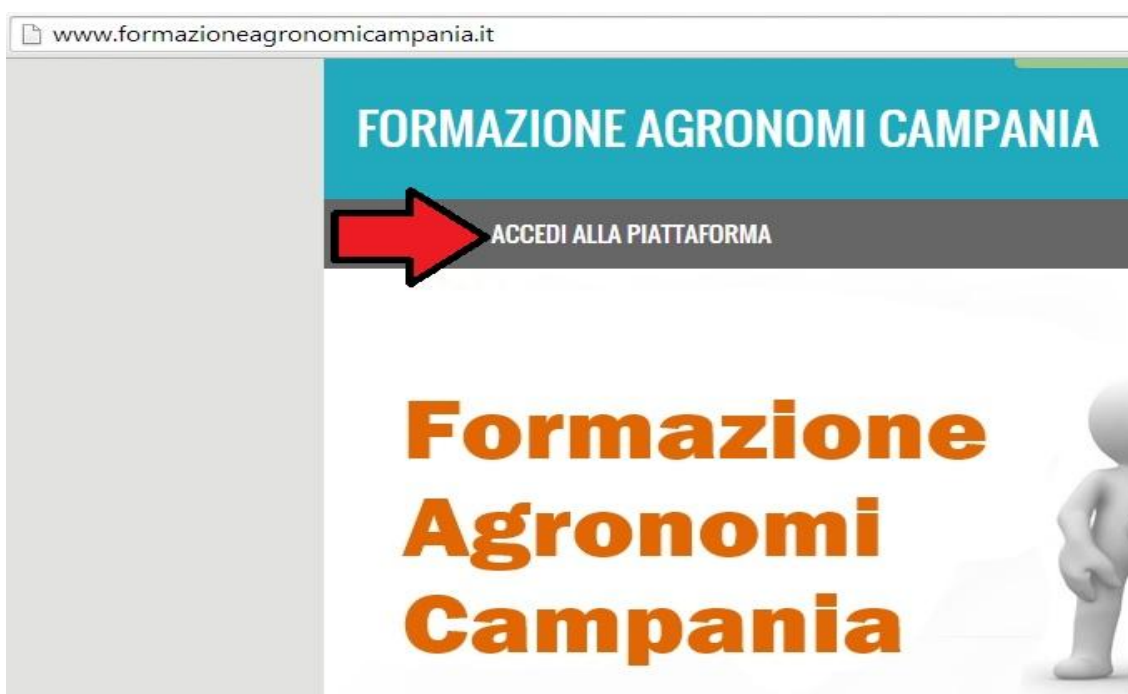 www.formazioneagronomicampania.it
FORMAZIONE AGRONOMI CAMPANIA
ACCEDI ALLA PIATTAFORMA
Formazione
Agronomi
Campania